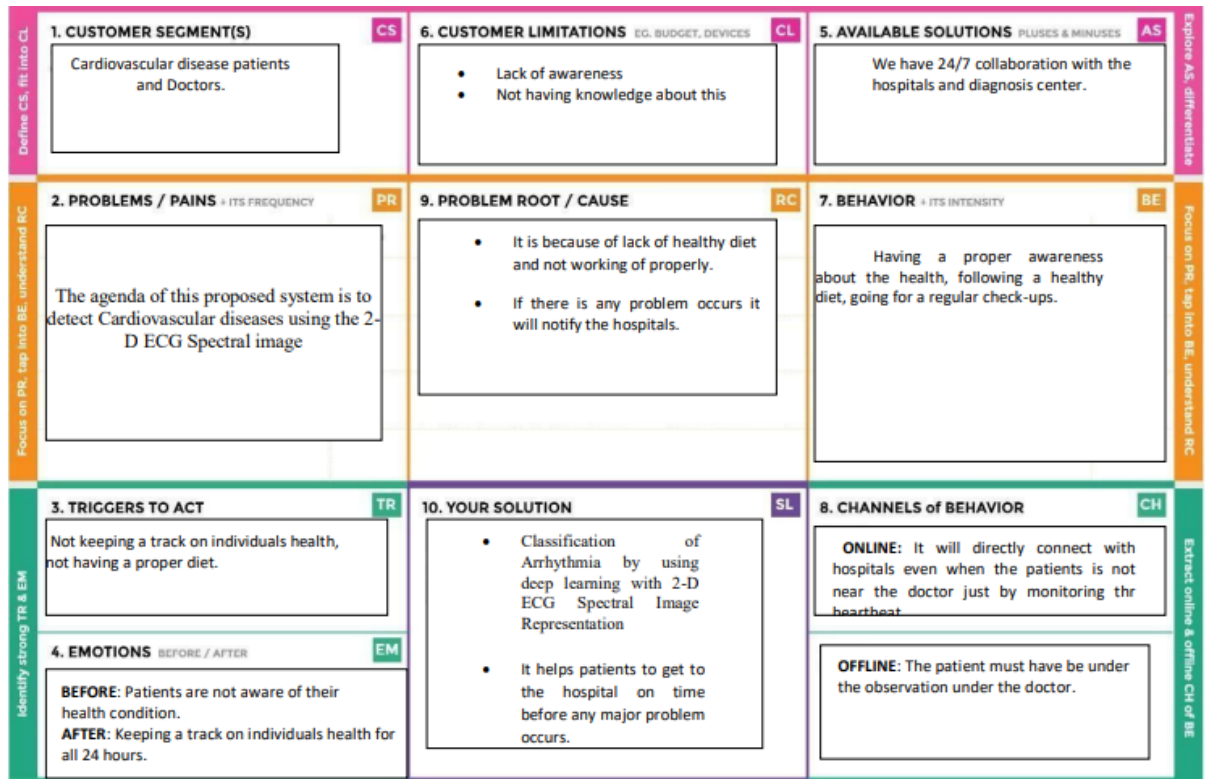 Define CS, fit into CL
1. CUSTOMER SEGMENT(S)
CS
Cardiovascular disease patients
and Doctors.
6. CUSTOMER LIMITATIONS EG. BUDGET, DEVICES
CL
• Lack of awareness
• Not having knowledge about this
5. AVAILABLE SOLUTIONS PLUSES & MINUSES
AS
We have 24/7 collaboration with the
hospitals and diagnosis center.
Explore AS, differentiate
Focus on PR, tap into BE, understand RC
2. PROBLEMS / PAINS + ITS FREQUENCY
PR
The agenda of this proposed system is to
detect Cardiovascular diseases using the 2-
D ECG Spectral image
9. PROBLEM ROOT / CAUSE
RC
• It is because of lack of healthy diet
and not working of properly.
• If there is any problem occurs it
will notify the hospitals.
7. BEHAVIOR + ITS INTENSITY
BE
Having a proper awareness
about the health, following a healthy
diet, going for a regular check-ups.
Focus on PR, tap into BE, understand RC
Identify strong TR & EM
3. TRIGGERS TO ACT
TR
Not keeping a track on individuals health,
not having a proper diet.
4. EMOTIONS BEFORE / AFTER
EM
BEFORE: Patients are not aware of their
health condition.
AFTER: Keeping a track on individuals health for
all 24 hours.
10. YOUR SOLUTION
SL
• Classification of
Arrhythmia by using
deep learning with 2-D
ECG Spectral Image
Representation
• It helps patients to get to
the hospital on time
before any major problem
occurs.
8. CHANNELS of BEHAVIOR
CH
ONLINE: It will directly connect with
hospitals even when the patients is not
near the doctor just by monitoring thr
heartbeat
OFFLINE: The patient must have be under
the observation under the doctor.
Extract online & offline CH of BE